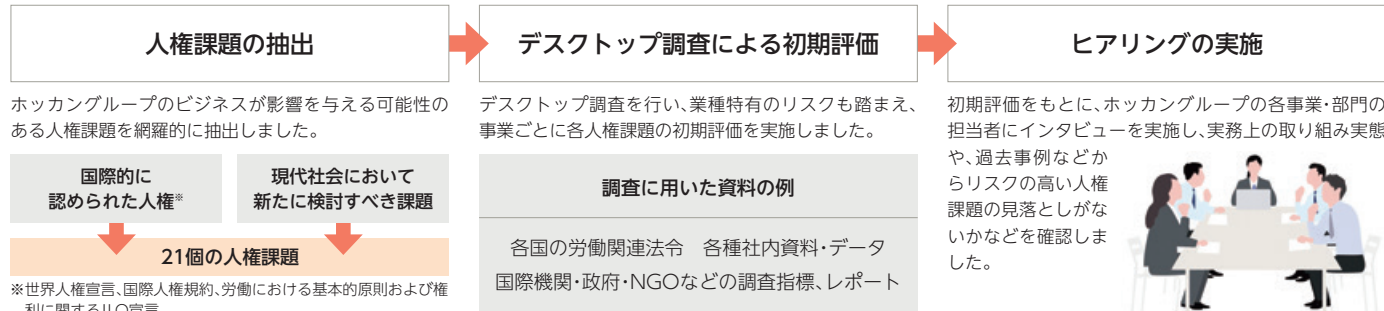 人権課題の抽出
ホッカングループのビジネスが影響を与える可能性の
ある人権課題を網羅的に抽出しました。
国際的に
認められた人権※
現代社会において
新たに検討すべき課題
21個の人権課題
※世界人権宣言、国際人権規約、労働における基本的原則および権
利に関するILO宣言
デスクトップ調査による初期評価
デスクトップ調査を行い、業種特有のリスクも踏まえ、
事業ごとに各人権課題の初期評価を実施しました。
調査に用いた資料の例
各国の労働関連法令　各種社内資料・データ
国際機関・政府・NGOなどの調査指標、レポート
ヒアリングの実施
初期評価をもとに、ホッカングループの各事業・部門の
担当者にインタビューを実施し、実務上の取り組み実態
や、過去事例などか
らリスクの高い人権
課題の見落としがな
いかなどを確認しま
した。